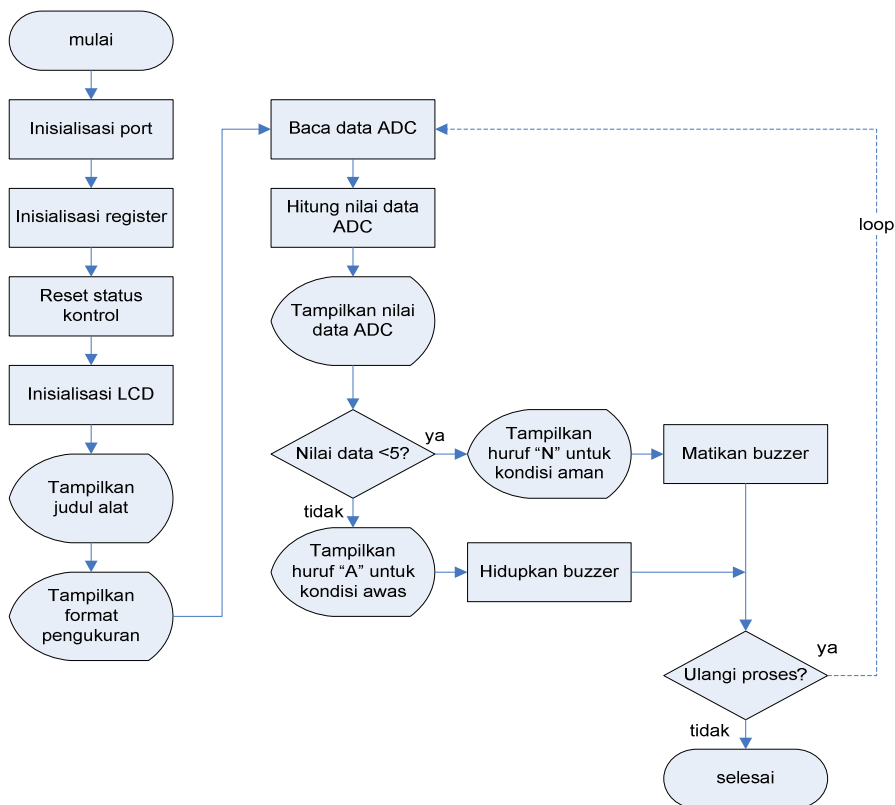 mulai
Inisialisasi port
Inisialisasi register
Reset status
kontrol
Inisialisasi LCD
Tampilkan
judul alat
Tampilkan
format
pengukuran
Baca data ADC
Hitung nilai data
ADC
Tampilkan nilai
data ADC
Nilai data <5?
ya
Tampilkan
huruf “N” untuk
kondisi aman
Matikan buzzer
tidak
Tampilkan
huruf “A” untuk
kondisi awas
Hidupkan buzzer
Ulangi proses?
ya
loop
tidak
selesai